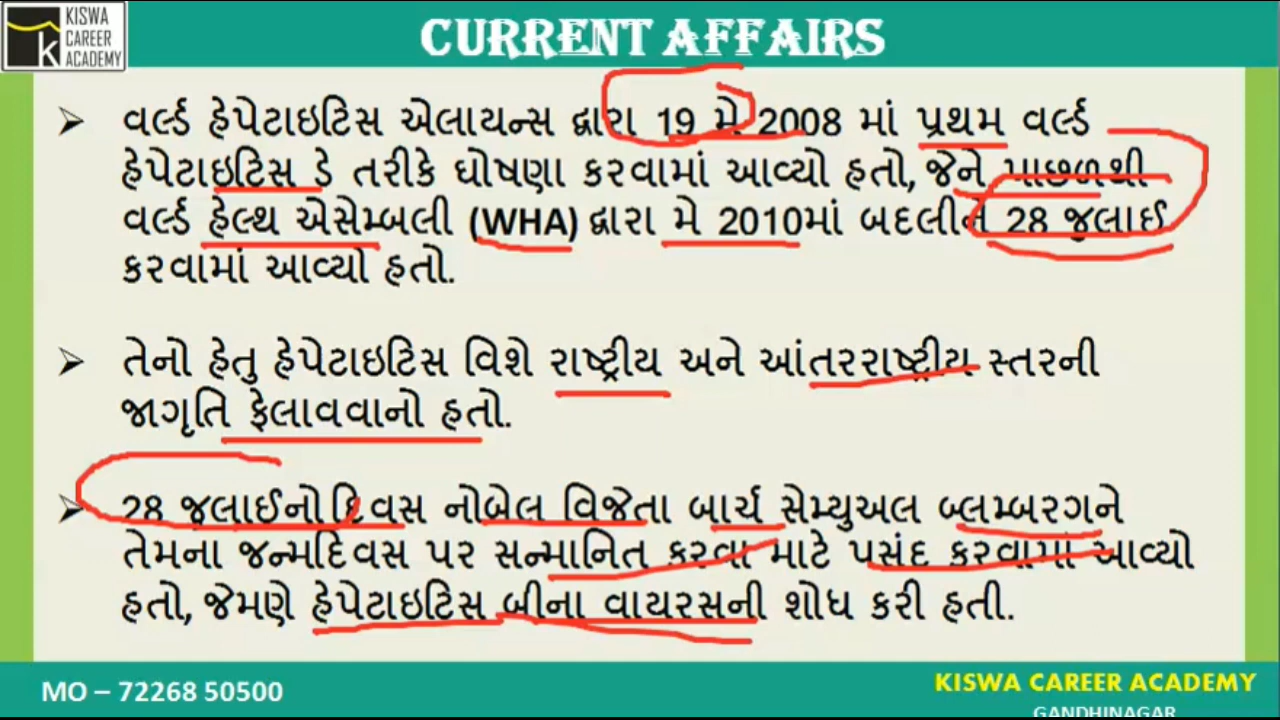 KISWA
CAREER
ACADEMY
CURRENT AFFAIRS
➢ વર્લ્ડ હેપેટાઇટિસ એલાયન્સ દ્વારા 19 મે 2008 માં પ્રથમ વર્લ્ડ
હેપેટાઇટિસ ડે તરીકે ઘોષણા કરવામાં આવ્યો હતો, જેને પાછળથી
વર્લ્ડ હેલ્થ એસેમ્બલી (WHA) દ્વારા મે 2010માં બદલીને 28 જુલાઈ
કરવામાં આવ્યો હતો.
➢ તેનો હેતુ હેપેટાઇટિસ વિશે રાષ્ટ્રીય અને આંતરરાષ્ટ્રીય સ્તરની
જાગૃતિ ફેલાવવાનો હતો.
➢ 28 જુલાઈનો દિવસ નોબેલ વિજેતા બાર્ચ સેમ્યુઅલ બ્લમ્બરગને
તેમના જન્મદિવસ પર સન્માનિત કરવા માટે પસંદ કરવામાં આવ્યો
હતો, જેમણે હેપેટાઇટિસ બીના વાયરસની શોધ કરી હતી.
MO – 72268 50500
KISWA CAREER ACADEMY
GANDHINAGAR